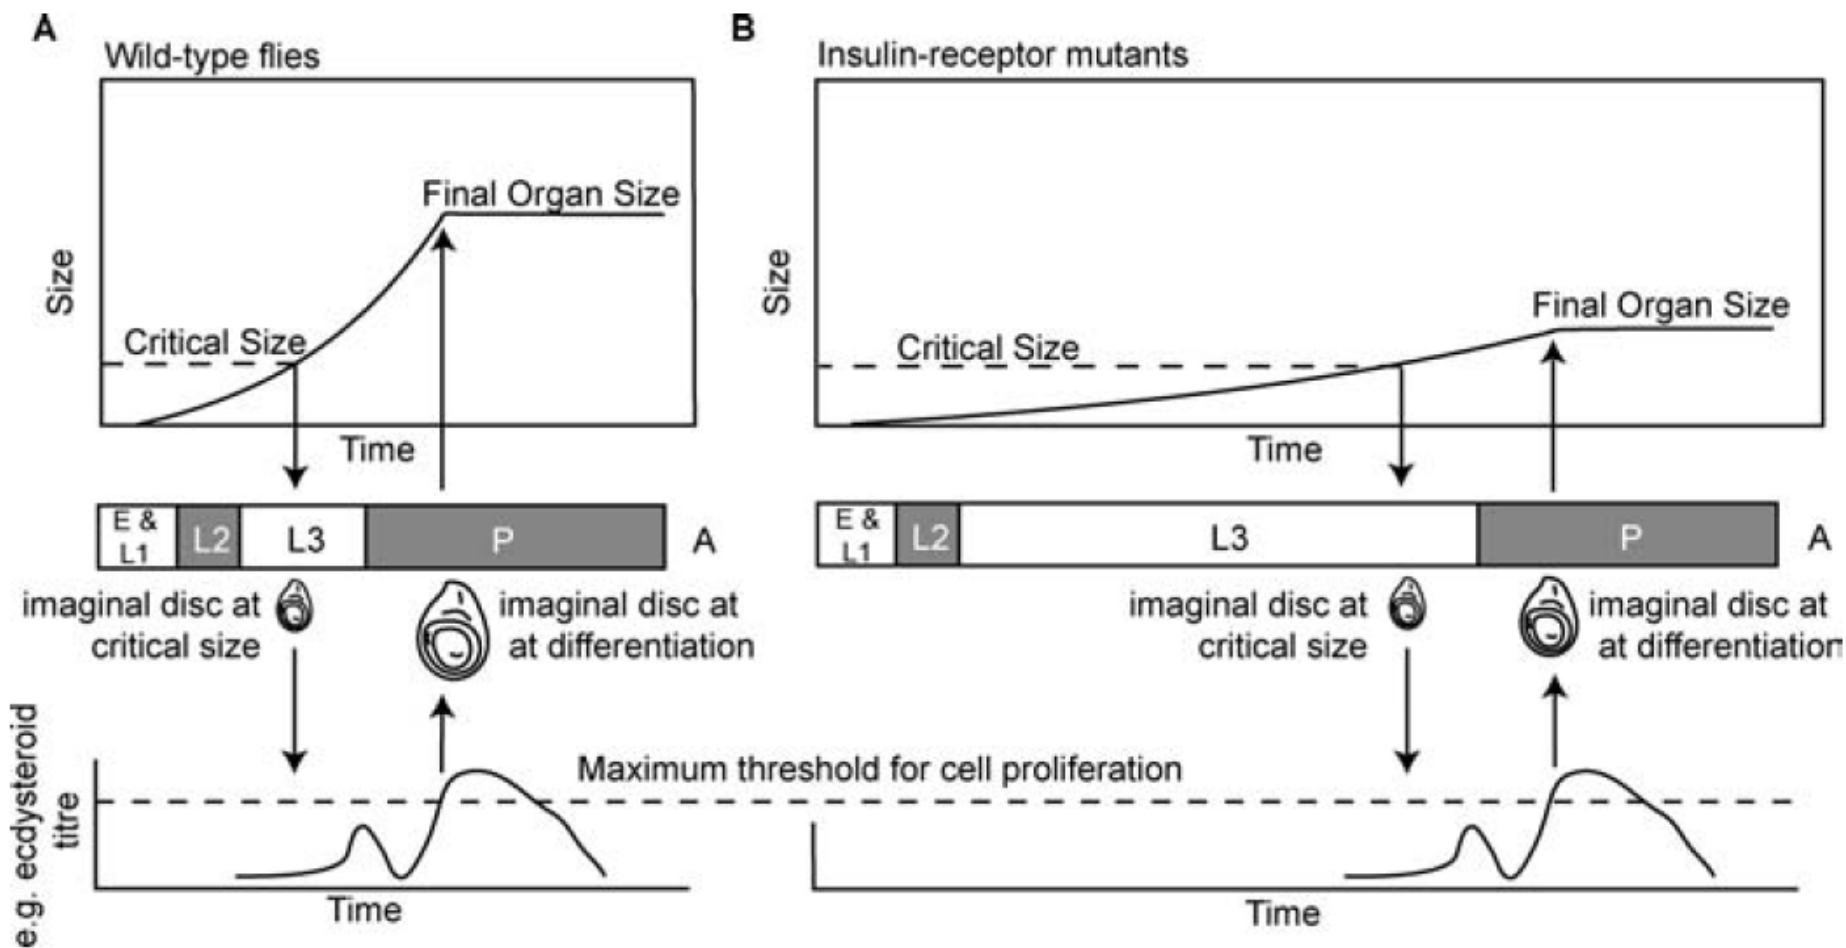 A
Wild-type flies
Size
Final Organ Size
Critical Size
Time
E &
L1
L2
L3
P
A
imaginal disc at
critical size
imaginal disc at
at differentiation
e.g. ecdysteroid
titre
Time
B
Insulin-receptor mutants
Size
Final Organ Size
Critical Size
Time
E &
L1
L2
L3
P
A
imaginal disc at
critical size
imaginal disc at
at differentiation
Maximum threshold for cell proliferation
Time